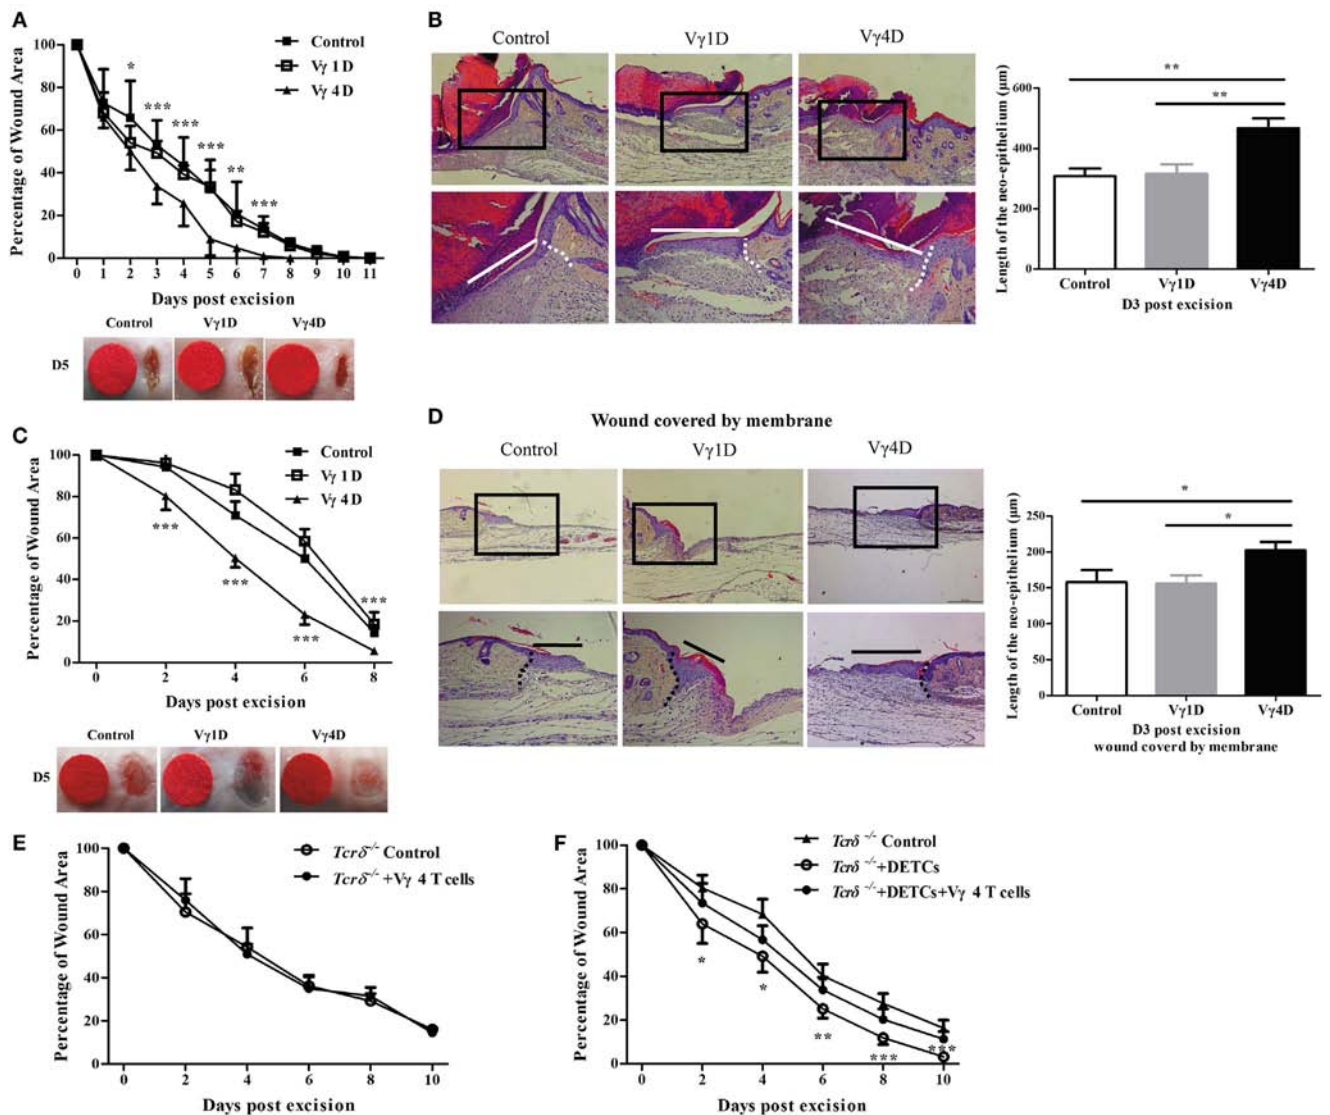 A
Percentage of Wound Area
100
80
60
40
20
0
Control
Vγ 1 D
Vγ 4 D
*
***
***
***
**
***
0 1 2 3 4 5 6 7 8 9 10 11
Days post excision
Control Vγ1D Vγ4D
D5
B
Control Vγ1D Vγ4D
Length of the neo-epithelium (μm)
600
400
200
0
**
**
Control Vγ1D Vγ4D
D3 post excision
C
Percentage of Wound Area
100
80
60
40
20
0
Control
Vγ 1 D
Vγ 4 D
***
***
***
***
0 2 4 6 8
Days post excision
Control Vγ1D Vγ4D
D5
D
Wound covered by membrane
Control Vγ1D Vγ4D
Length of the neo-epithelium (μm)
250
200
150
100
50
0
*
*
Control Vγ1D Vγ4D
D3 post excision
wound coverd by membrane
E
Percentage of Wound Area
100
80
60
40
20
0
Tcrδ -/- Control
Tcrδ -/- +Vγ 4 T cells
0 2 4 6 8 10
Days post excision
F
Percentage of Wound Area
100
80
60
40
20
0
Tcrδ -/- Control
Tcrδ -/- +DETCs
Tcrδ -/- +DETCs+Vγ 4 T cells
*
*
**
***
***
0 2 4 6 8 10
Days post excision